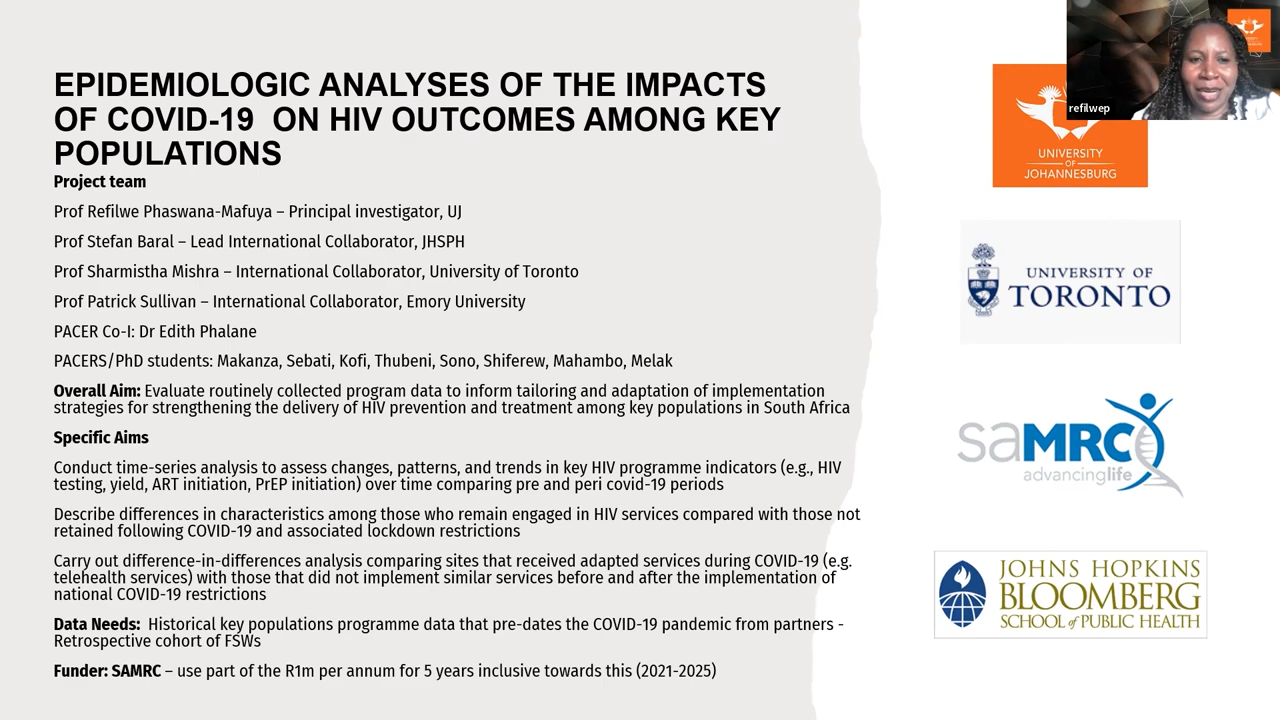 EPIDEMIOLOGIC ANALYSES OF THE IMPACTS
OF COVID-19 ON HIV OUTCOMES AMONG KEY
POPULATIONS
Project team
Prof Refilwe Phaswana-Mafuya – Principal investigator, UJ
Prof Stefan Baral – Lead International Collaborator, JHSPH
Prof Sharmistha Mishra – International Collaborator, University of Toronto
Prof Patrick Sullivan – International Collaborator, Emory University
PACER Co-I: Dr Edith Phalane
PACERS/PhD students: Makanza, Sebati, Kofi, Thubeni, Sono, Shiferew, Mahambo, Melak
Overall Aim: Evaluate routinely collected program data to inform tailoring and adaptation of implementation
strategies for strengthening the delivery of HIV prevention and treatment among key populations in South Africa
Specific Aims
Conduct time-series analysis to assess changes, patterns, and trends in key HIV programme indicators (e.g., HIV
testing, yield, ART initiation, PrEP initiation) over time comparing pre and peri covid-19 periods
Describe differences in characteristics among those who remain engaged in HIV services compared with those not
retained following COVID-19 and associated lockdown restrictions
Carry out difference-in-differences analysis comparing sites that received adapted services during COVID-19 (e.g.
telehealth services) with those that did not implement similar services before and after the implementation of
national COVID-19 restrictions
Data Needs: Historical key populations programme data that pre-dates the COVID-19 pandemic from partners -
Retrospective cohort of FSWs
Funder: SAMRC – use part of the R1m per annum for 5 years inclusive towards this (2021-2025)
refilwep
UNIVERSITY
OF
JOHANNESBURG
UNIVERSITY OF
TORONTO
saMRC
advancinglife
JOHNS HOPKINS
BLOOMBERG
SCHOOL of PUBLIC HEALTH